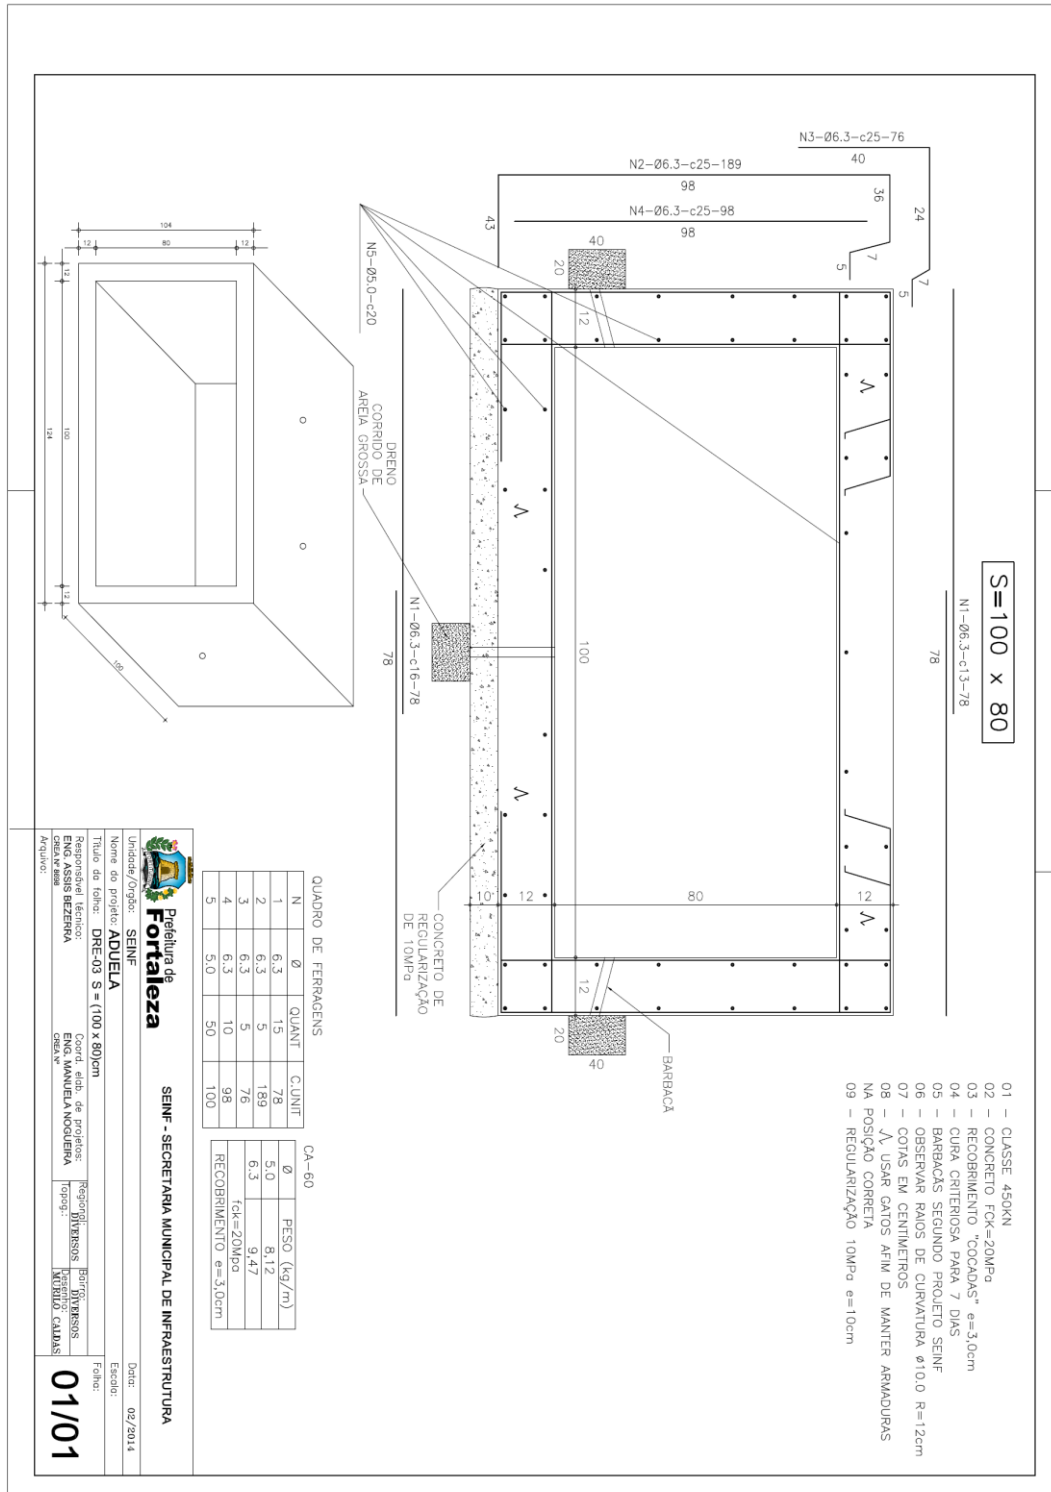 S=100 x 80
01 - CLASSE 450KN
02 - CONCRETO FCK=20MPa
03 - RECOBRIMENTO "COCADAS" e=3,0cm
04 - CURA CRITERIOSA PARA 7 DIAS
05 - BARBACÃS SEGUNDO PROJETO SEINF
06 - OBSERVAR RAIOS DE CURVATURA Ø10.0 R=12cm
07 - COTAS EM CENTÍMETROS
08 - USAR GATOS AFIM DE MANTER ARMADURAS
NA POSIÇÃO CORRETA
09 - REGULARIZAÇÃO 10MPa e=10cm
N1-Ø6.3-c13-78
78
N3-Ø6.3-c25-76
40
24
7
5
N2-Ø6.3-c25-189
98
36
7
5
43
N4-Ø6.3-c25-98
98
40
20
12
100
12
20
40
12
80
12
10
BARBACÃ
N5-Ø5.0-c20
DRENO
CORRIDO DE
AREIA GROSSA
N1-Ø6.3-c16-78
78
CONCRETO DE
REGULARIZAÇÃO
DE 10MPa
104
12
80
12
12
100
12
124
100
QUADRO DE FERRAGENS
N Ø QUANT C.UNIT
1 6.3 15 78
2 6.3 5 189
3 6.3 5 76
4 6.3 10 98
5 5.0 50 100
CA-60
Ø PESO (kg/m)
5.0 8,12
6.3 9,47
fck=20Mpa
RECOBRIMENTO e=3,0cm
Prefeitura de
Fortaleza
SEINF - SECRETARIA MUNICIPAL DE INFRAESTRUTURA
Unidade/Órgão: SEINF
Data: 02/2014
Nome do projeto: ADUELA
Escala:
Título da folha: DRE-03 S = (100 x 80)cm
Folha:
01/01
Responsável técnico:
ENG. ASSIS BEZERRA
Coord. elab. de projetos:
ENG. MANUELA NOGUEIRA
CREA Nº
Regional: DIVERSOS
Bairro: DIVERSOS
Topog.:
Desenho: MURILO CALDAS
Arquivo: